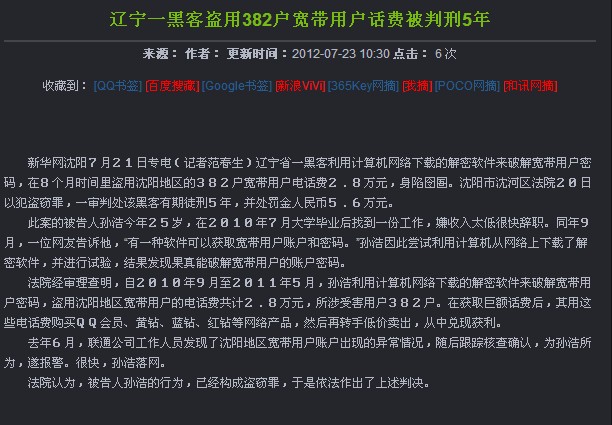 辽宁一黑客盗用382户宽带用户话费被判刑5年
来源： 作者： 更新时间：2012-07-23 10:30 点击： 6 次
收藏到： [QQ书签] [百度搜藏] [Google书签] [新浪ViVi] [365Key网摘] [我摘] [POCO网摘] [和讯网摘]
新华网沈阳７月２１日专电（记者范春生）辽宁省一黑客利用计算机网络下载的解密软件来破解宽带用户密
码，在８个月时间里盗用沈阳地区的３８２户宽带用户电话费２．８万元，身陷囹圄。沈阳市沈河区法院２０日
以犯盗窃罪，一审判处该黑客有期徒刑５年，并处罚金人民币５．６万元。
此案的被告人孙浩今年２５岁，在２０１０年７月大学毕业后找到一份工作，嫌收入太低很快辞职。同年９
月，一位网友告诉他，“有一种软件可以获取宽带用户账户和密码。”孙浩因此尝试利用计算机从网络上下载了解
密软件，并进行试验，结果发现果真能破解宽带用户的账户密码。
法院经审理查明，自２０１０年９月至２０１１年５月，孙浩利用计算机网络下载的解密软件来破解宽带用
户密码，盗用沈阳地区宽带用户的电话费共计２．８万元，所涉受害用户３８２户。在获取巨额话费后，其用这
些电话费购买ＱＱ会员、黄钻、蓝钻、红钻等网络产品，然后再转手低价卖出，从中兑现获利。
去年６月，联通公司工作人员发现了沈阳地区宽带用户账户出现的异常情况，随后跟踪核查确认，为孙浩所
为，遂报警。很快，孙浩落网。
法院认为，被告人孙浩的行为，已经构成盗窃罪，于是依法作出了上述判决。